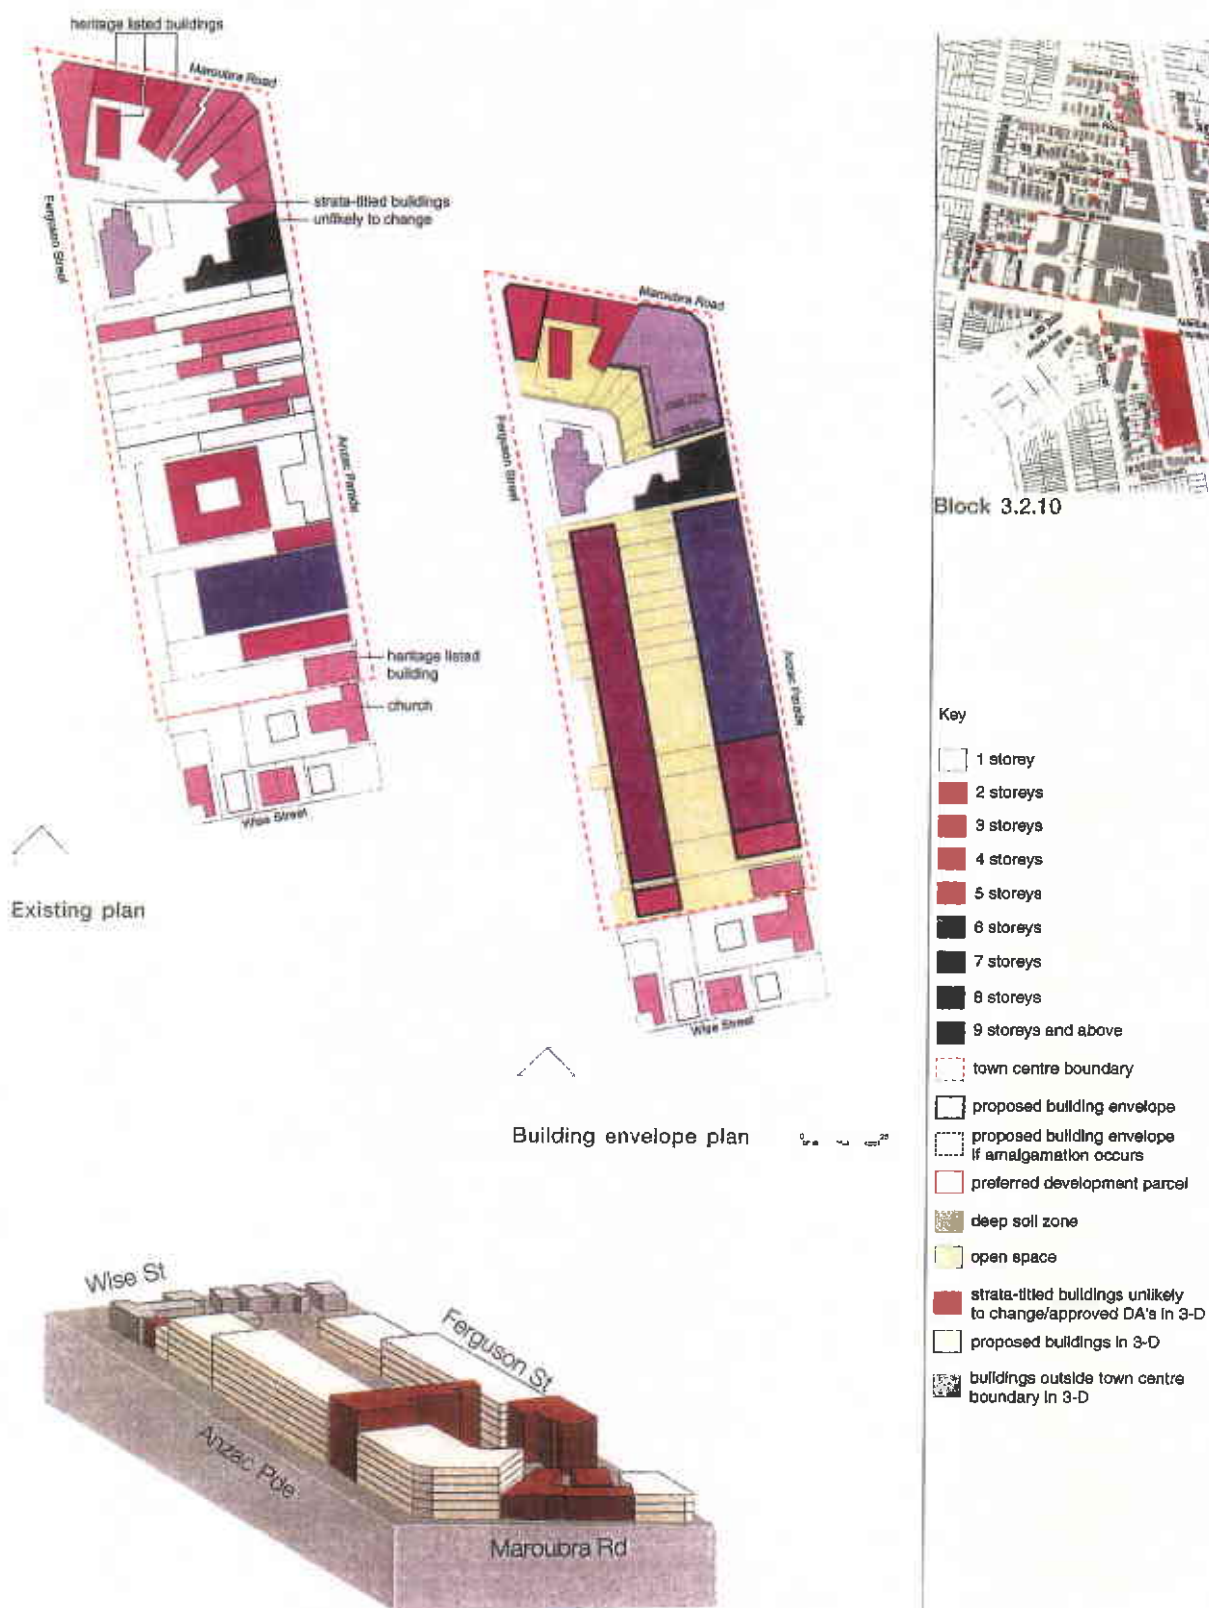 heritage listed buildings
Maroubra Road
strata-titled buildings
unlikely to change
Ferguson Street
Anzac Parade
heritage listed
building
church
Wise Street
Existing plan
Maroubra Road
Ferguson Street
Anzac Parade
Wise Street
Building envelope plan
Wise St
Ferguson St
Anzac Pde
Maroubra Rd
Block 3.2.10
Key
1 storey
2 storeys
3 storeys
4 storeys
5 storeys
6 storeys
7 storeys
8 storeys
9 storeys and above
town centre boundary
proposed building envelope
proposed building envelope
if amalgamation occurs
preferred development parcel
deep soil zone
open space
strata-titled buildings unlikely
to change/approved DA's in 3-D
proposed buildings in 3-D
buildings outside town centre
boundary in 3-D